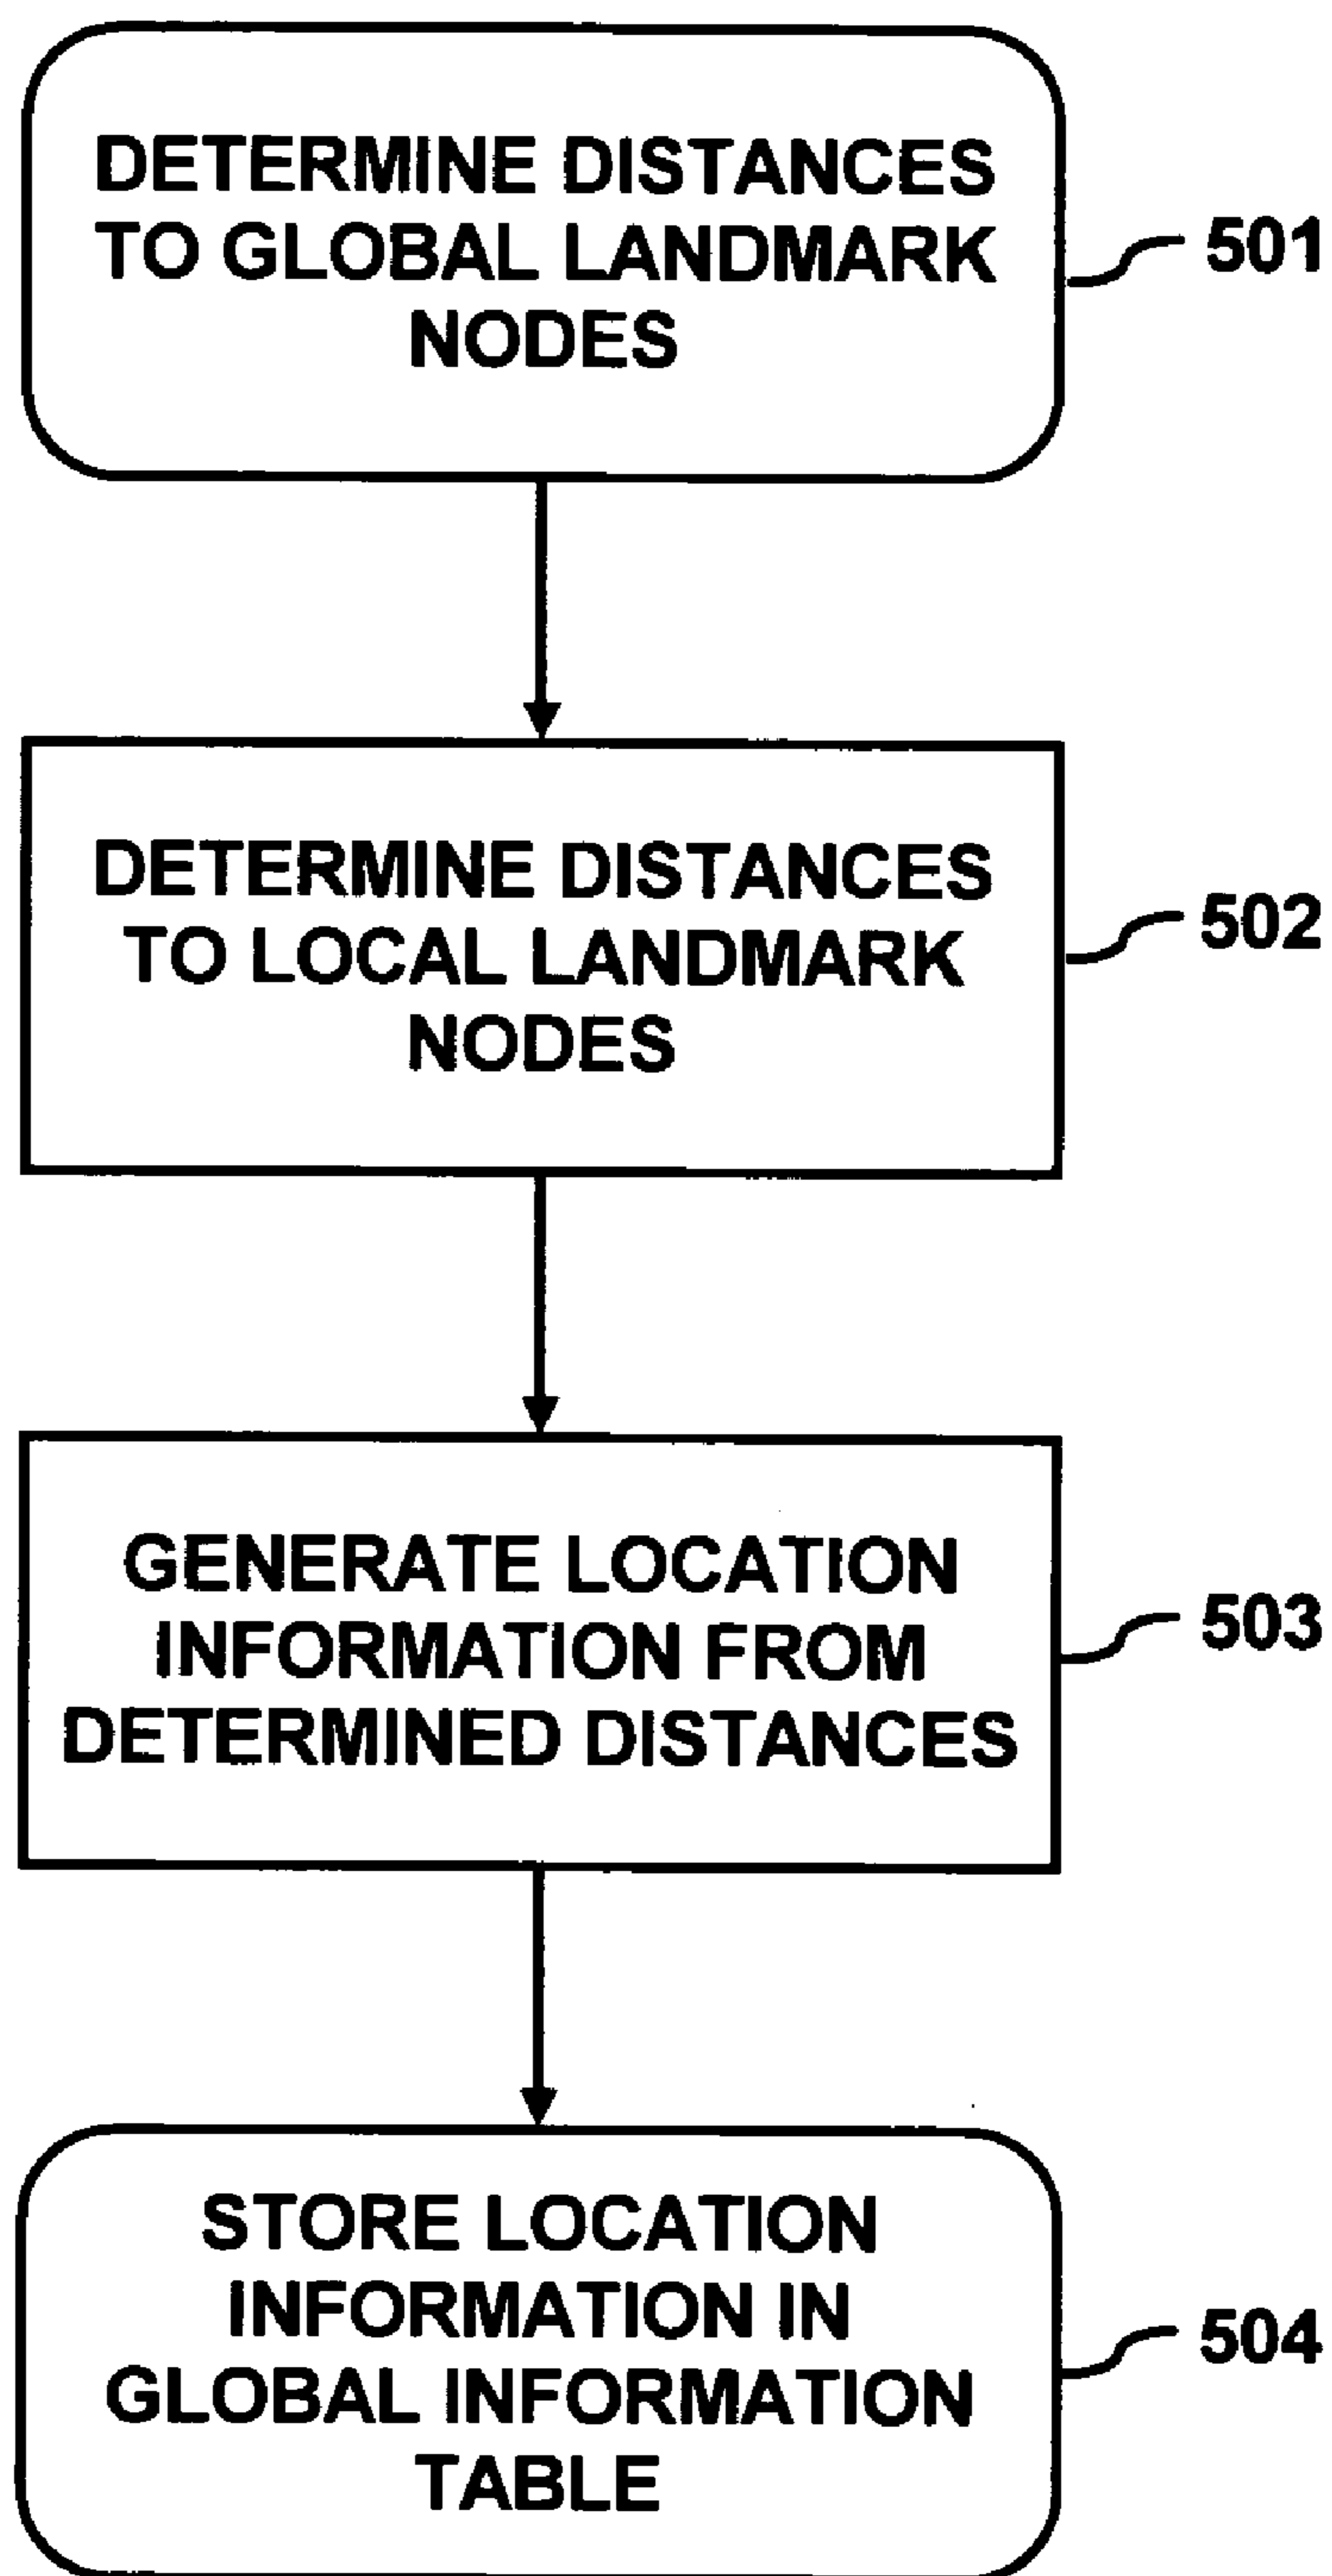 DETERMINE DISTANCES
TO GLOBAL LANDMARK
NODES
501
DETERMINE DISTANCES
TO LOCAL LANDMARK
NODES
502
GENERATE LOCATION
INFORMATION FROM
DETERMINED DISTANCES
503
STORE LOCATION
INFORMATION IN
GLOBAL INFORMATION
TABLE
504